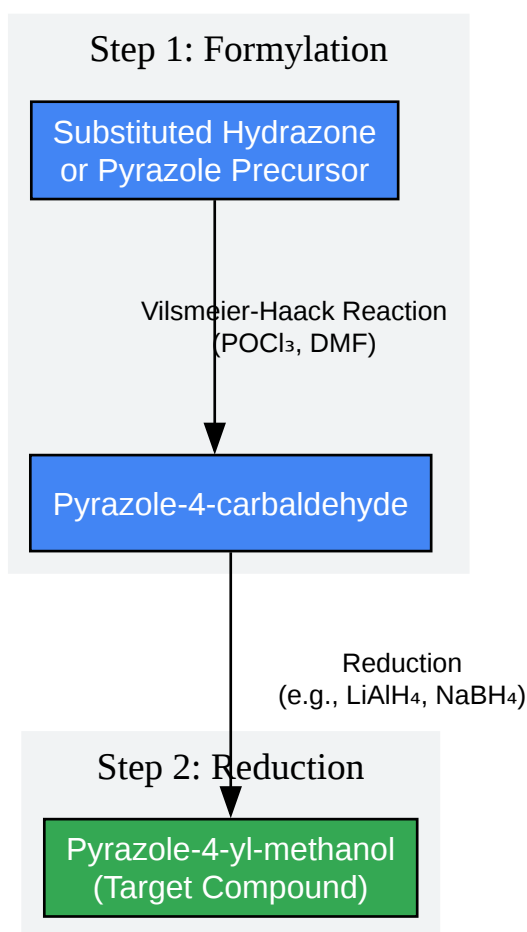 Step 1: Formylation
Substituted Hydrazone
or Pyrazole Precursor
Vilsmeier-Haack Reaction
(POCl₃, DMF)
Pyrazole-4-carbaldehyde
Reduction
(e.g., LiAlH₄, NaBH₄)
Step 2: Reduction
Pyrazole-4-yl-methanol
(Target Compound)